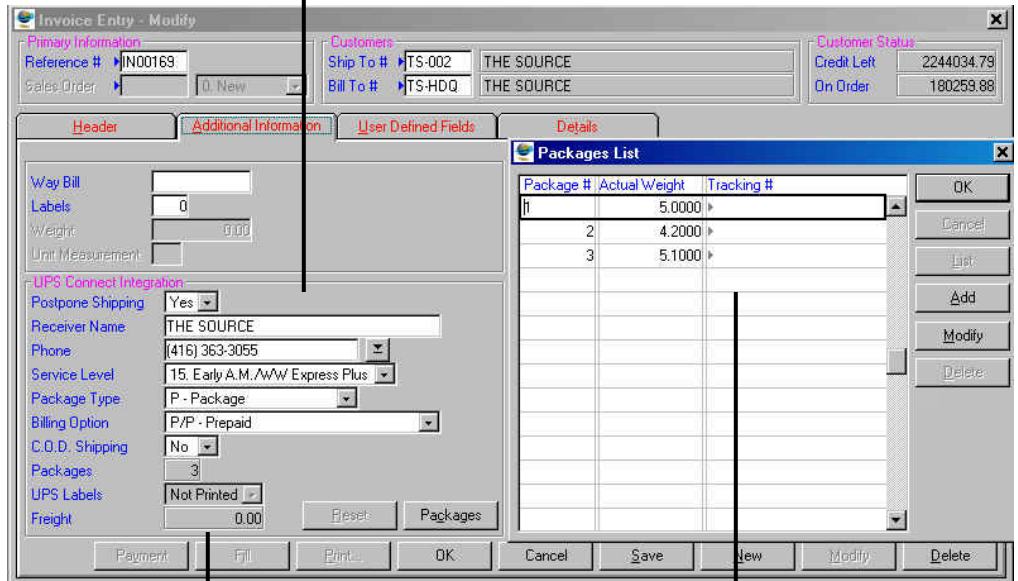 Invoice Entry - Modify
Primary Information
Customers
Customer Status
Reference # IN00169
Ship To # TS-002 THE SOURCE
Credit Left 2244034.79
Sales Order 0. New
Bill To # TS-HDQ THE SOURCE
On Order 180259.88
Header Additional Information User Defined Fields Details
Packages List
Way Bill
Labels 0
Weight 0.00
Unit Measurement
Package # Actual Weight Tracking #
1 5.0000
2 4.2000
3 5.1000
OK
Cancel
List
Add
Modify
Delete
UPS Connect Integration
Postpone Shipping Yes
Receiver Name THE SOURCE
Phone (416) 363-3055
Service Level 15. Early A.M./WW Express Plus
Package Type P - Package
Billing Option P/P - Prepaid
C.O.D. Shipping No
Packages 3
UPS Labels Not Printed
Freight 0.00 Reset Packages
Payment Fill Print... OK Cancel Save New Modify Delete